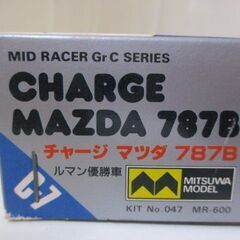 MID RACER GrC SERIES
CHARGE
MAZDA 787B
チャージ マツダ 787B
ルマン優勝車
MITSUWA
MODEL
KIT No.047 MR-600